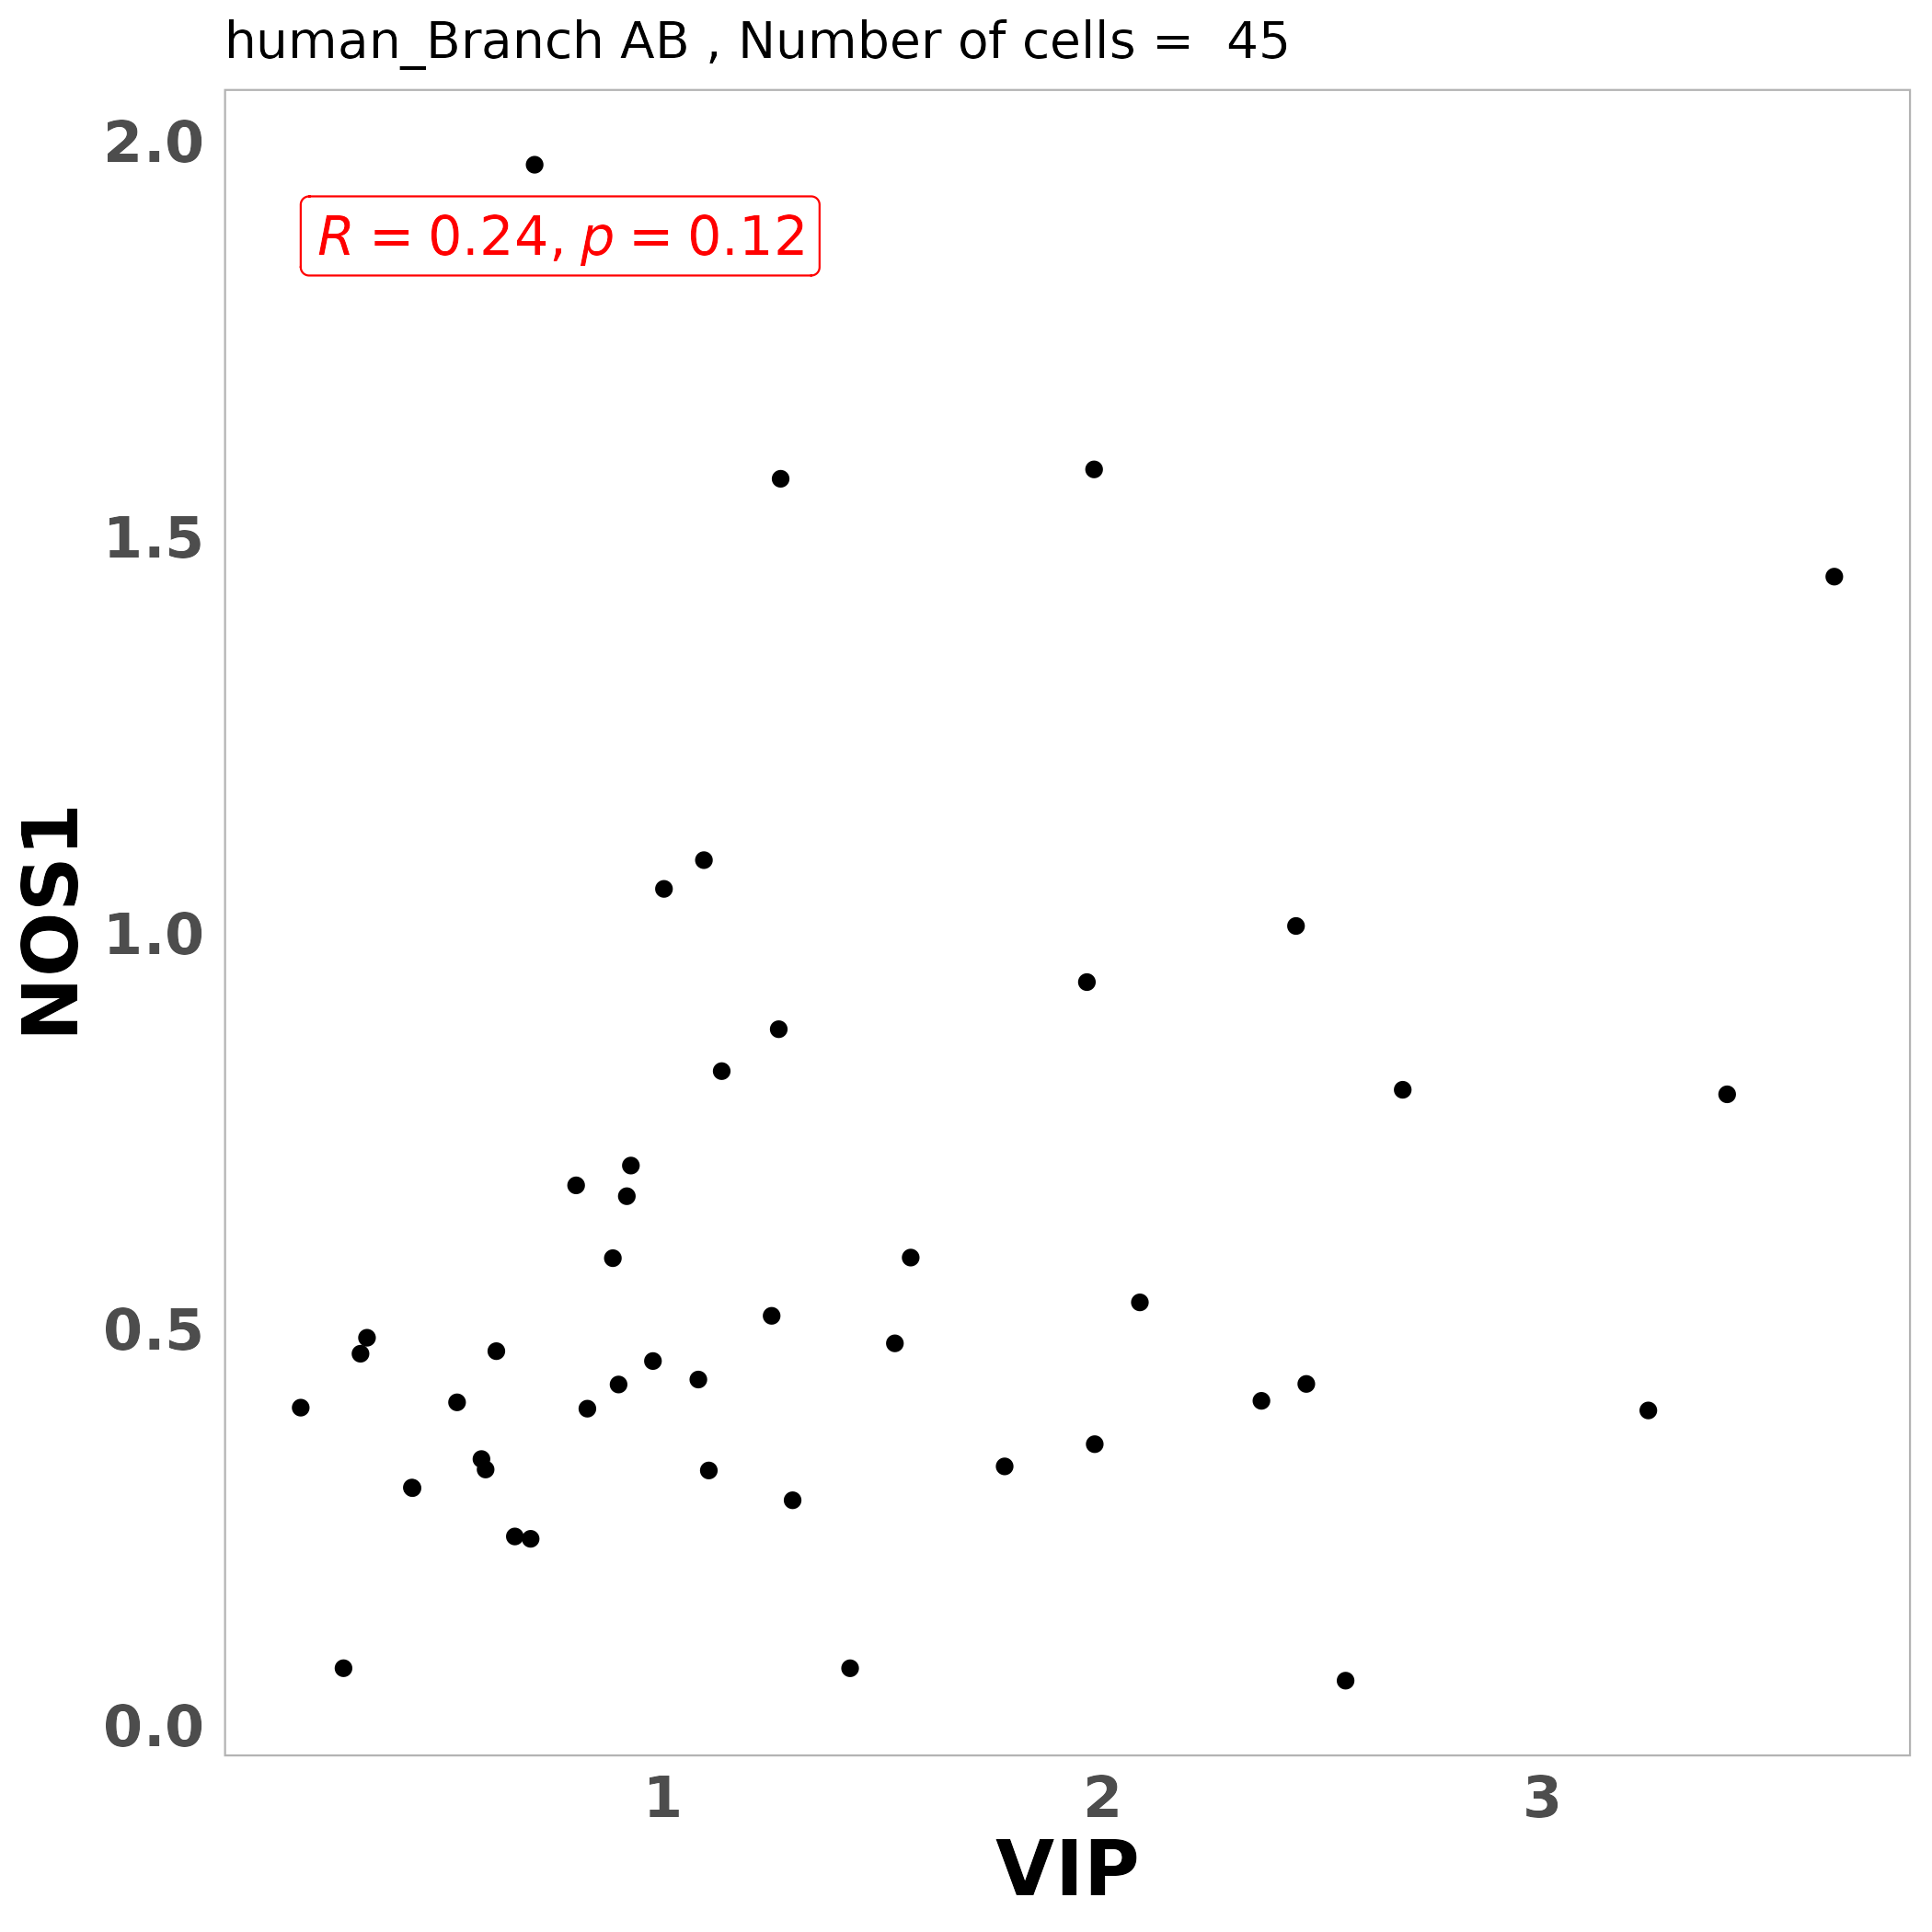 human_Branch AB , Number of cells =  45
2.0
R = 0.24, p = 0.12
1.5
NOS1
1.0
0.5
0.0
1 2 3
VIP